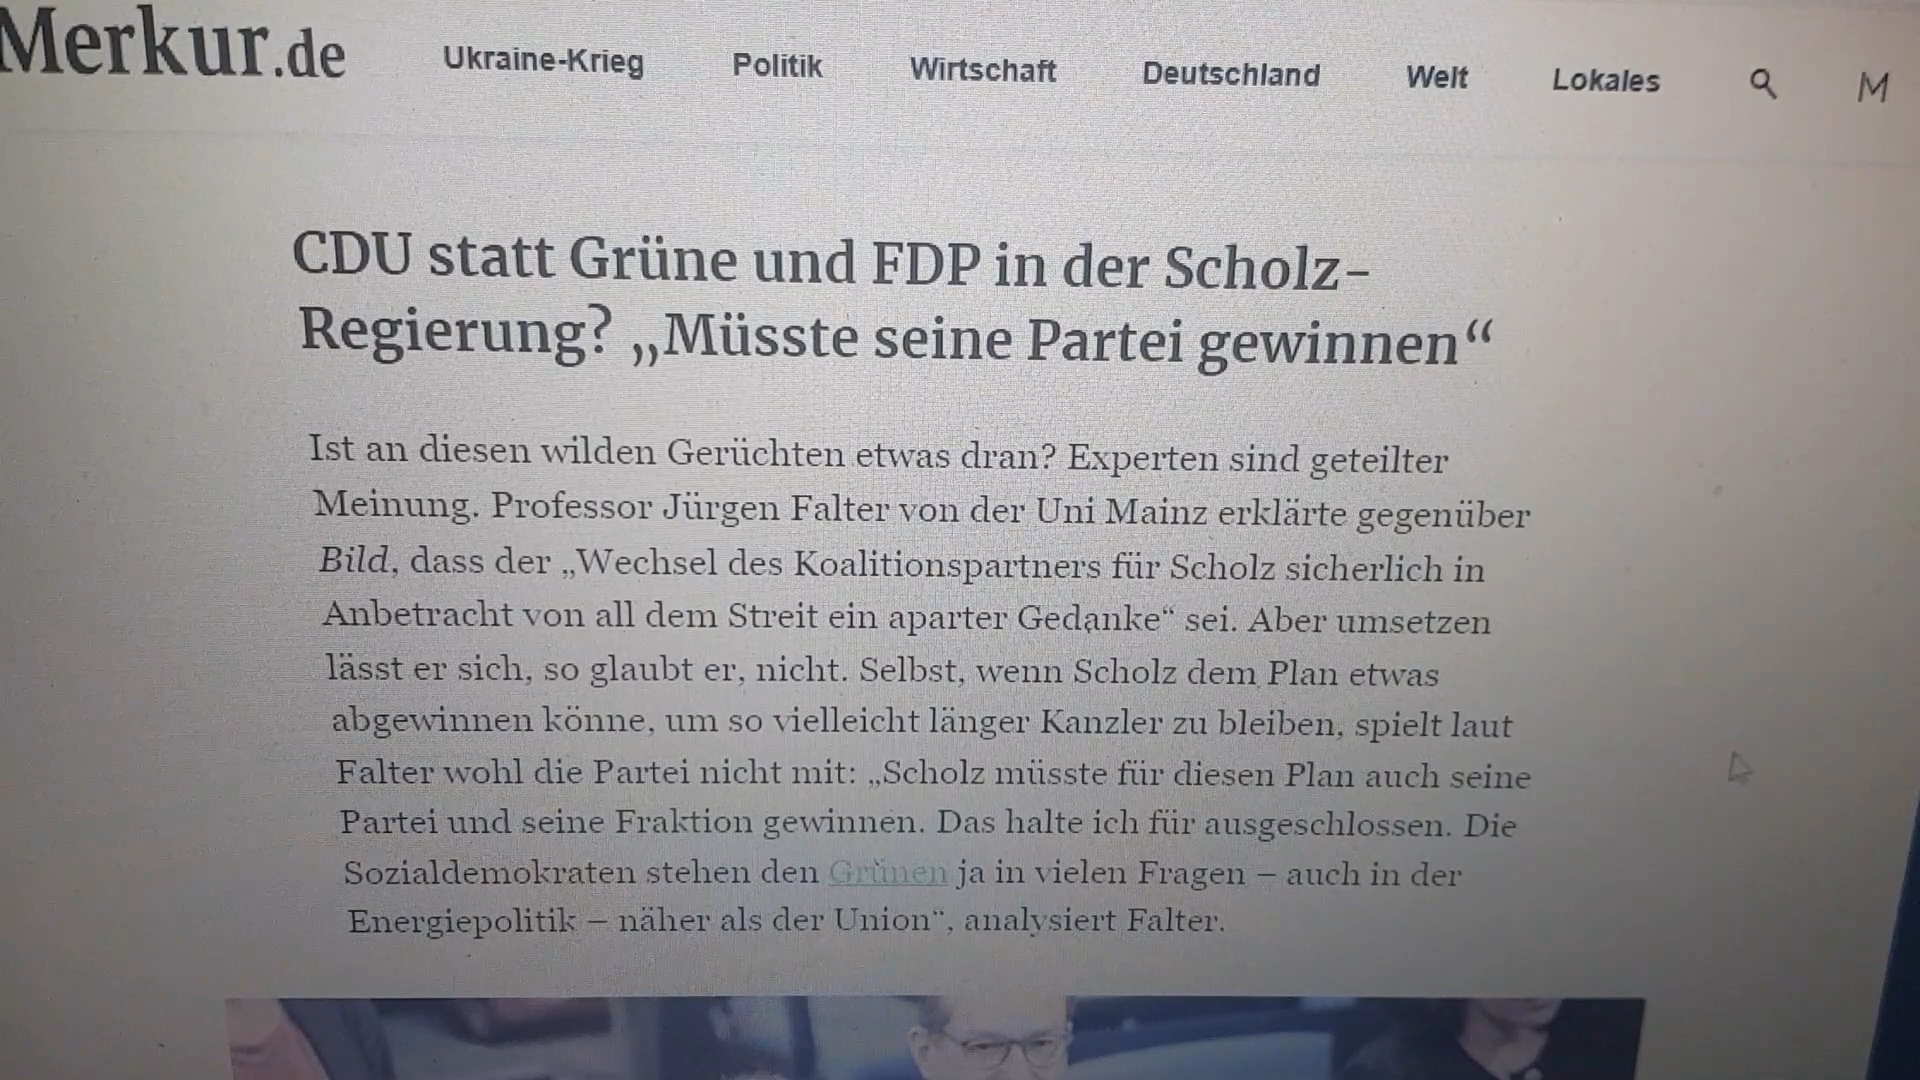 Merkur.de Ukraine-Krieg Politik Wirtschaft Deutschland Welt Lokales M
CDU statt Grüne und FDP in der Scholz-
Regierung? „Müsste seine Partei gewinnen“
Ist an diesen wilden Gerüchten etwas dran? Experten sind geteilter
Meinung. Professor Jürgen Falter von der Uni Mainz erklärte gegenüber
Bild, dass der „Wechsel des Koalitionspartners für Scholz sicherlich in
Anbetracht von all dem Streit ein aparter Gedanke“ sei. Aber umsetzen
lässt er sich, so glaubt er, nicht. Selbst, wenn Scholz dem Plan etwas
abgewinnen könne, um so vielleicht länger Kanzler zu bleiben, spielt laut
Falter wohl die Partei nicht mit: „Scholz müsste für diesen Plan auch seine
Partei und seine Fraktion gewinnen. Das halte ich für ausgeschlossen. Die
Sozialdemokraten stehen den Grünen ja in vielen Fragen – auch in der
Energiepolitik – näher als der Union“, analysiert Falter.